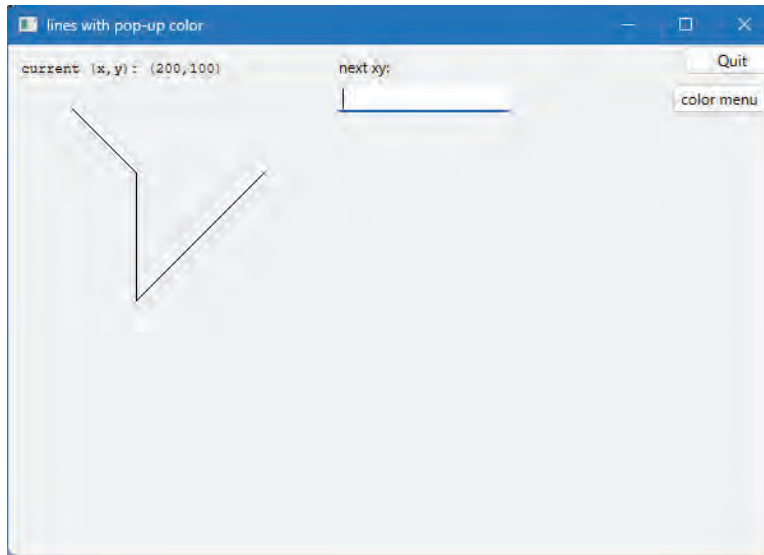 lines with pop-up color
current (x,y): (200,100)
next xy:
Quit
color menu